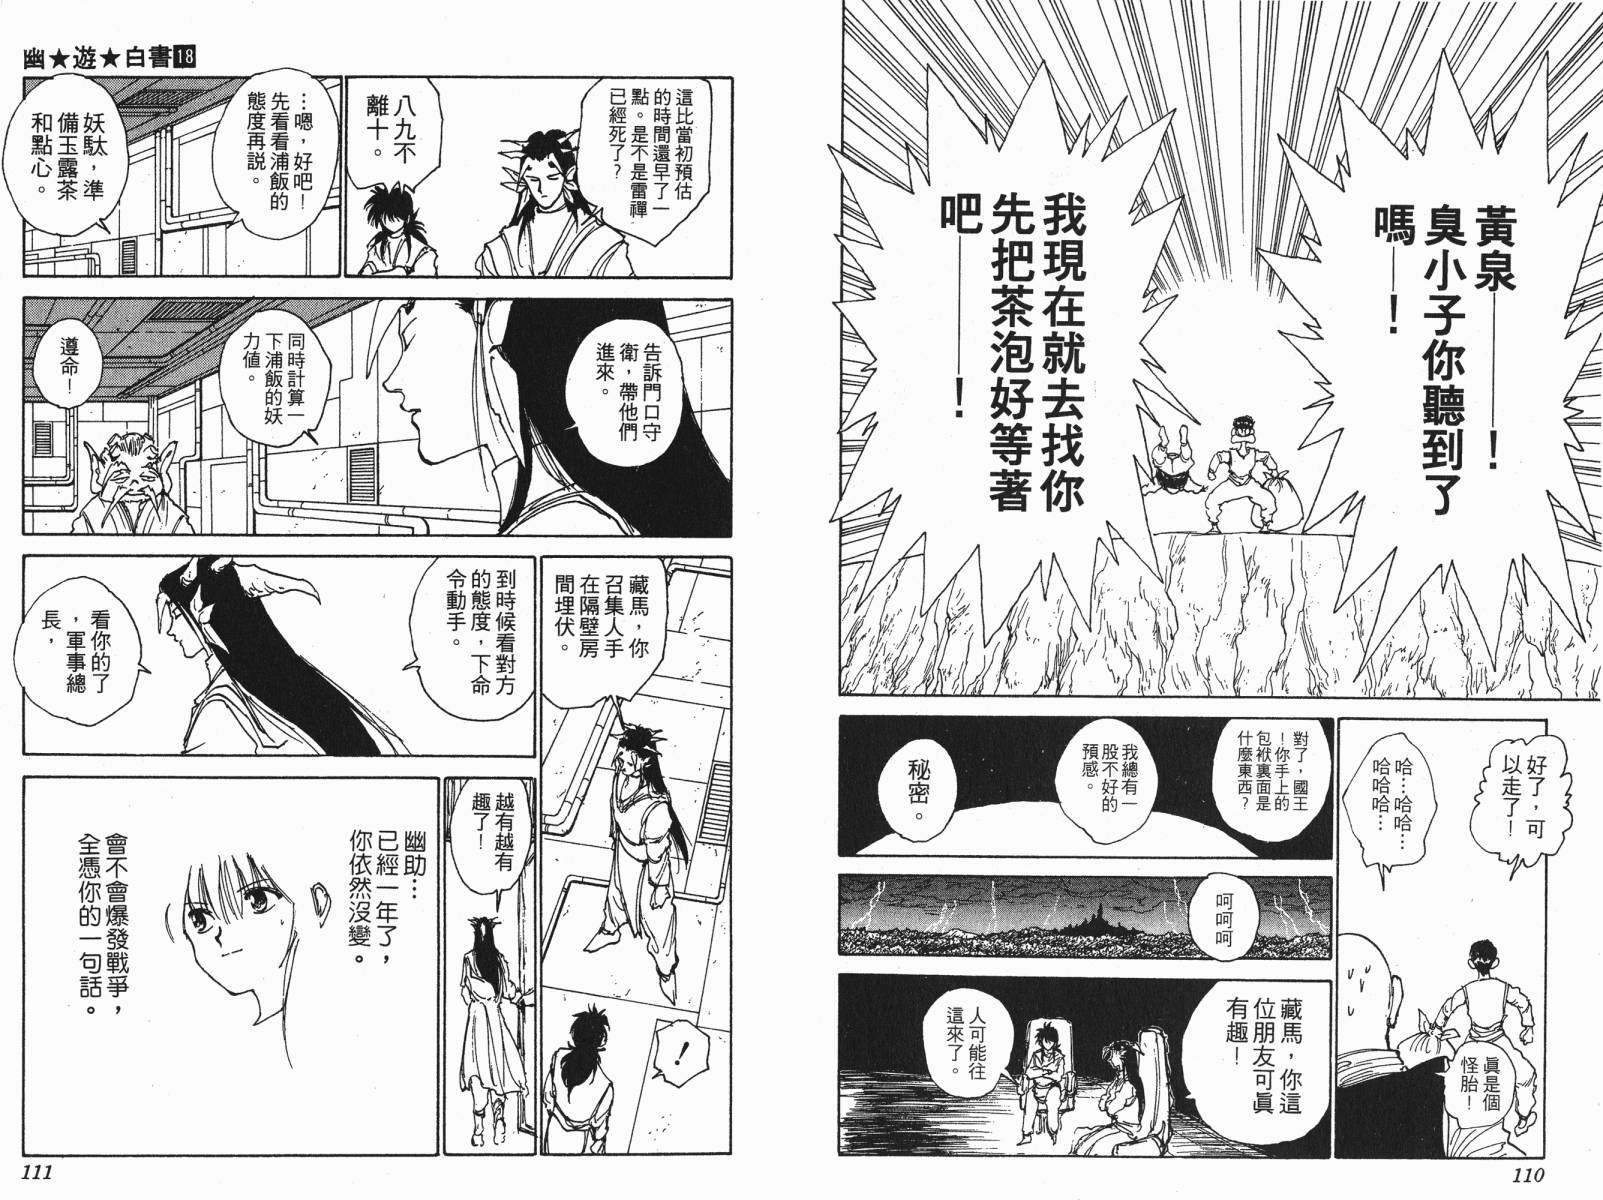 黃泉——！
臭小子你聽到了
嗎——！
我現在就去找你
先把茶泡好等著
吧——！
好了，可
以走了！
哈…哈哈…
哈哈哈…
眞是個
怪胎！
對了，國王
！你手上的
包袱裏面是
什麼東西？
我總有一
股不好的
預感。
秘密。
呵呵呵
藏馬，你這
位朋友可眞
有趣！
人可能往
這來了。
110
幽★遊★白書18
這比當初預估
的時間還早了一
點。是不是雷禪
已經死了？
八九不
離十。
…嗯，好吧！
先看看浦飯的
態度再説。
妖駄，準
備玉露茶
和點心。
告訴門口守
衛，帶他們
進來。
同時計算一
下浦飯的妖
力値。
遵命！
藏馬，你
召集人手
在隔壁房
間埋伏。
到時候看對方
的態度，下命
令動手。
看你的了
，軍事總
長，
！
越有越有
趣了！
幽助…
已經一年了，
你依然沒變。
會不會爆發戰爭，
全憑你的一句話。
111